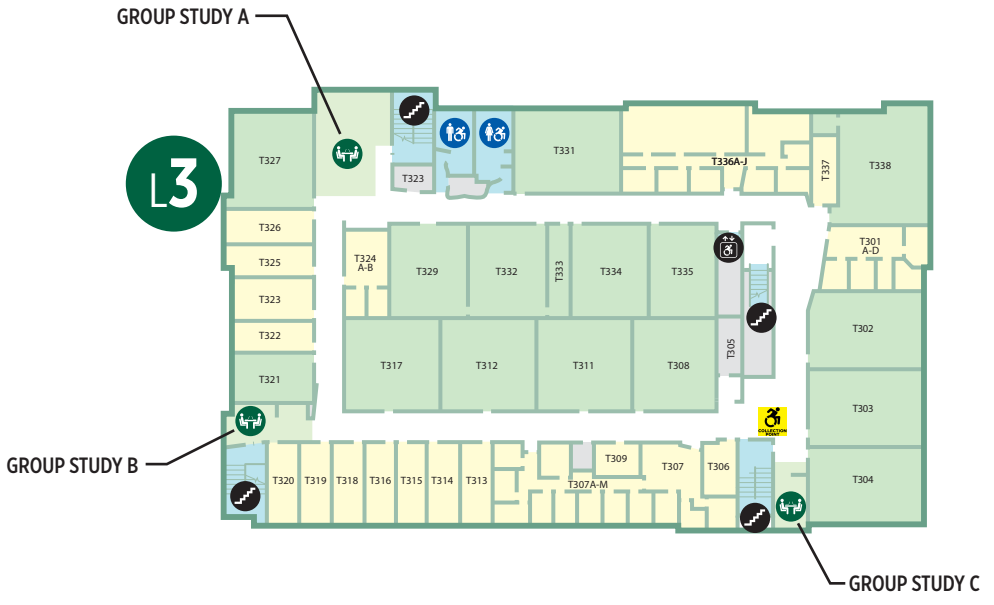 GROUP STUDY A
L3
T327
T323
T331
T336A-J
T337
T338
T326
T325
T323
T322
T321
T324
A-B
T329
T332
T333
T334
T335
T301
A-D
T302
T317
T312
T311
T308
T305
T303
COLLECTION
POINT
GROUP STUDY B
T320
T319
T318
T316
T315
T314
T313
T309
T307
T307A-M
T306
T304
GROUP STUDY C